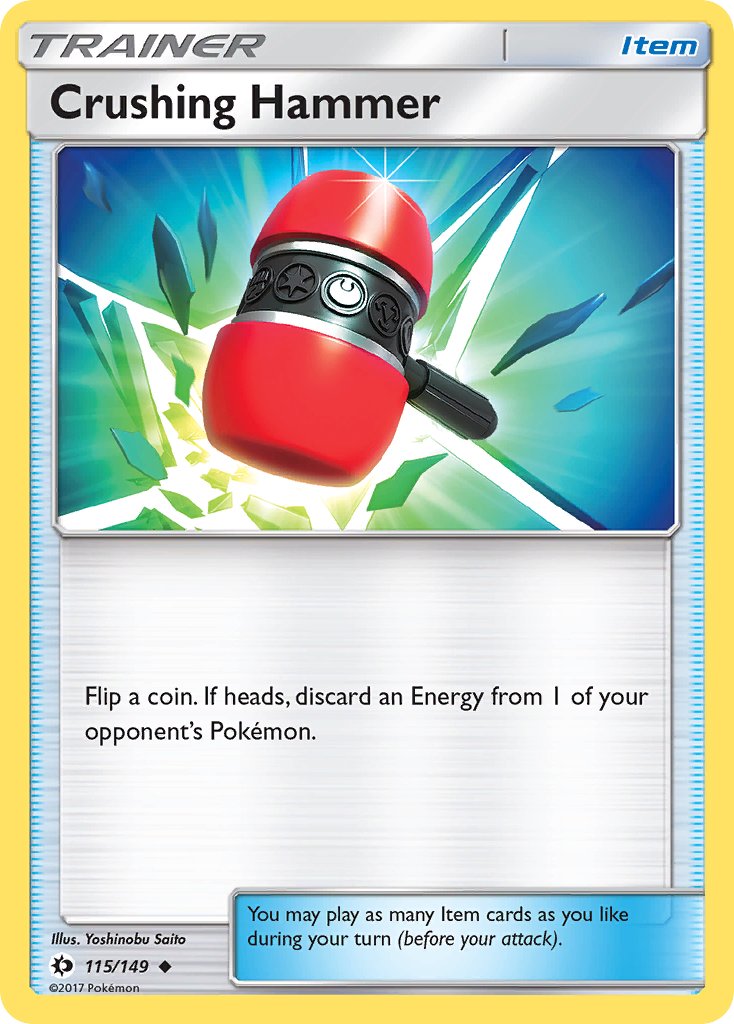 TRAINER
Item
Crushing Hammer
Flip a coin. If heads, discard an Energy from 1 of your
opponent's Pokémon.
You may play as many Item cards as you like
during your turn (before your attack).
Illus. Yoshinobu Saito
115/149
©2017 Pokémon